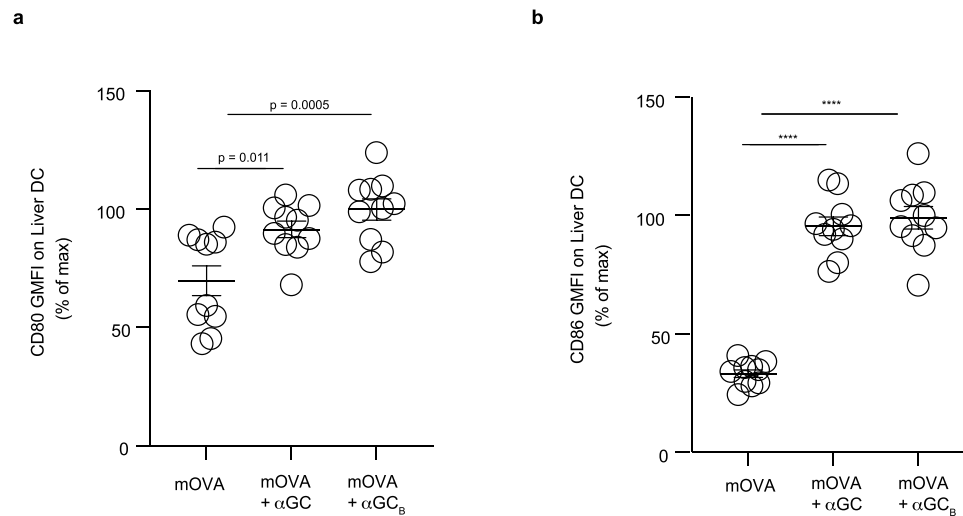 a
CD80 GMFI on Liver DC
(% of max)
150
100
50
0
p = 0.0005
p = 0.011
mOVA
mOVA
+ αGC
mOVA
+ αGCB
b
CD86 GMFI on Liver DC
(% of max)
150
100
50
0
****
****
mOVA
mOVA
+ αGC
mOVA
+ αGCB